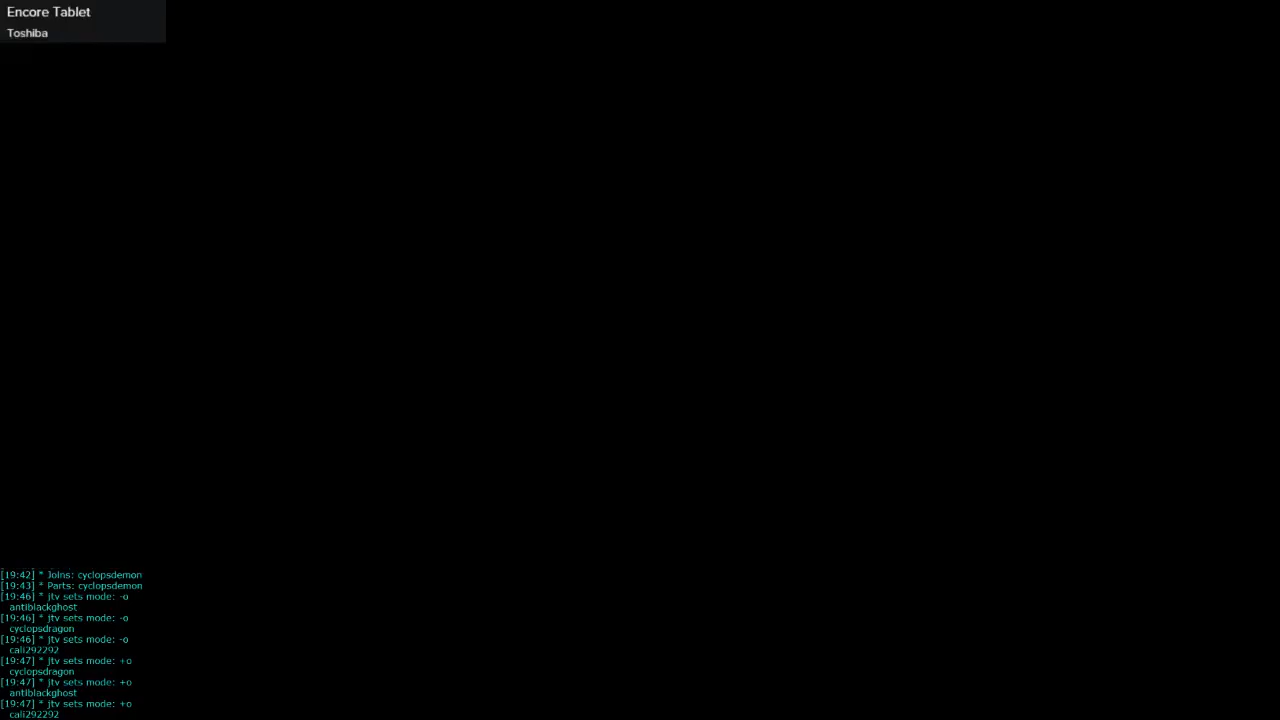 Encore Tablet
Toshiba
[19:42] * Joins: cyclopsdemon
[19:43] * Parts: cyclopsdemon
[19:46] * jtv sets mode: -o
antiblackghost
[19:46] * jtv sets mode: -o
cyclopsdragon
[19:46] * jtv sets mode: -o
cali292292
[19:47] * jtv sets mode: +o
cyclopsdragon
[19:47] * jtv sets mode: +o
antiblackghost
[19:47] * jtv sets mode: +o
cali292292